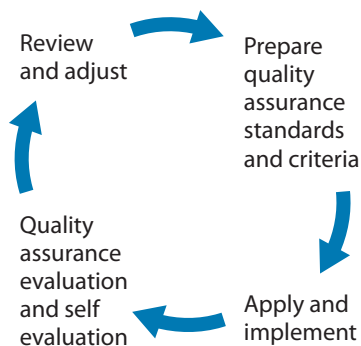 Review
and adjust
Prepare
quality
assurance
standards
and criteria
Apply and
implement
Quality
assurance
evaluation
and self
evaluation